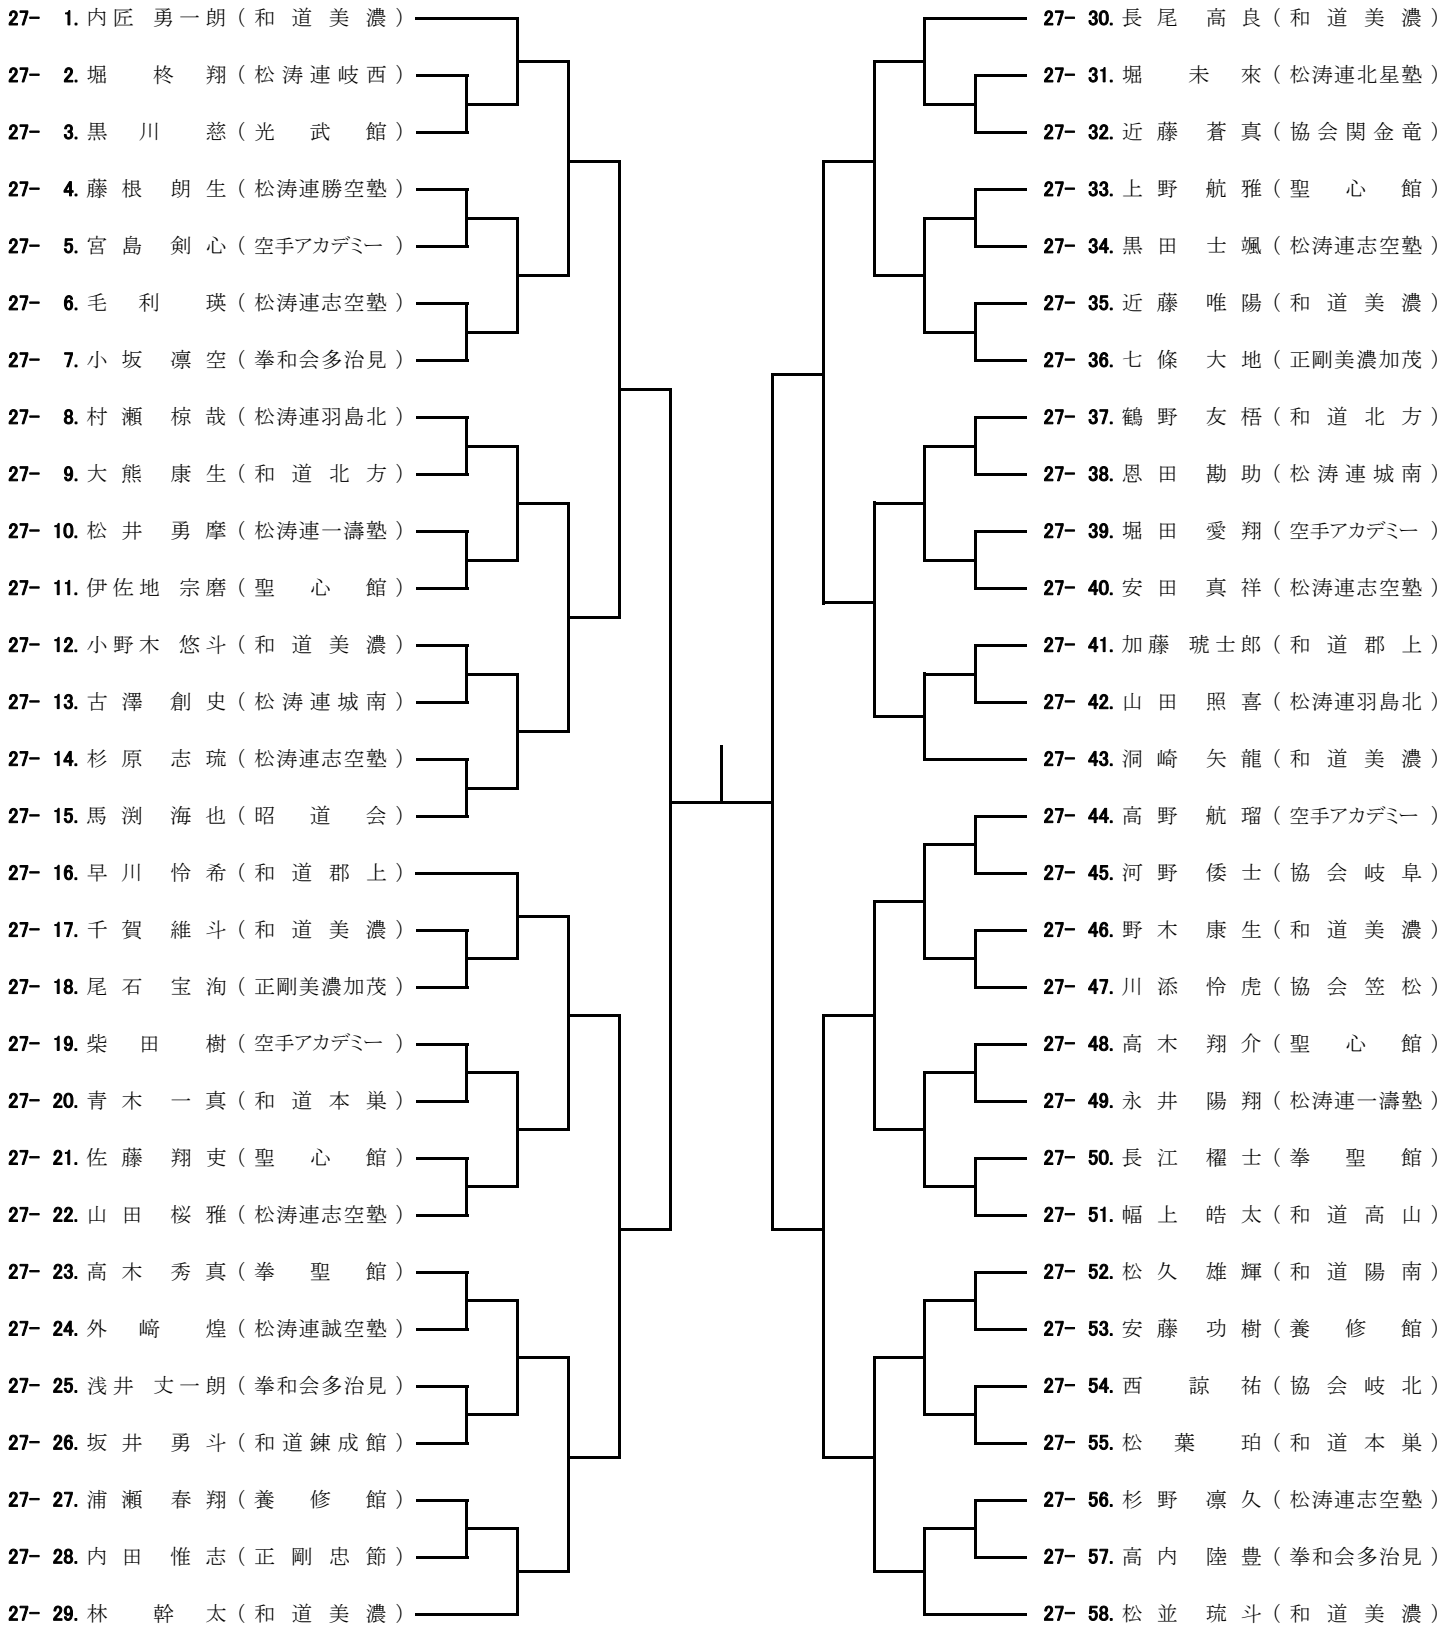 27- 1. 内匠 勇一朗 ( 和道美濃 )
27- 2. 堀 柊翔 ( 松涛連岐西 )
27- 3. 黒川 慈 ( 光武館 )
27- 4. 藤根 朗生 ( 松涛連勝空塾 )
27- 5. 宮島 剣心 ( 空手アカデミー )
27- 6. 毛利 瑛 ( 松涛連志空塾 )
27- 7. 小坂 凛空 ( 拳和会多治見 )
27- 8. 村瀬 椋哉 ( 松涛連羽島北 )
27- 9. 大熊 康生 ( 和道北方 )
27- 10. 松井 勇摩 ( 松涛連一濤塾 )
27- 11. 伊佐地 宗磨 ( 聖心館 )
27- 12. 小野木 悠斗 ( 和道美濃 )
27- 13. 古澤 創史 ( 松涛連城南 )
27- 14. 杉原 志琉 ( 松涛連志空塾 )
27- 15. 馬渕 海也 ( 昭道会 )
27- 16. 早川 怜希 ( 和道郡上 )
27- 17. 千賀 維斗 ( 和道美濃 )
27- 18. 尾石 宝洵 ( 正剛美濃加茂 )
27- 19. 柴田 樹 ( 空手アカデミー )
27- 20. 青木 一真 ( 和道本巣 )
27- 21. 佐藤 翔吏 ( 聖心館 )
27- 22. 山田 桜雅 ( 松涛連志空塾 )
27- 23. 高木 秀真 ( 拳聖館 )
27- 24. 外﨑 煌 ( 松涛連誠空塾 )
27- 25. 浅井 丈一朗 ( 拳和会多治見 )
27- 26. 坂井 勇斗 ( 和道錬成館 )
27- 27. 浦瀬 春翔 ( 養修館 )
27- 28. 内田 惟志 ( 正剛忠節 )
27- 29. 林 幹太 ( 和道美濃 )
27- 30. 長尾 高良 ( 和道美濃 )
27- 31. 堀 未來 ( 松涛連北星塾 )
27- 32. 近藤 蒼真 ( 協会関金竜 )
27- 33. 上野 航雅 ( 聖心館 )
27- 34. 黒田 士颯 ( 松涛連志空塾 )
27- 35. 近藤 唯陽 ( 和道美濃 )
27- 36. 七條 大地 ( 正剛美濃加茂 )
27- 37. 鶴野 友梧 ( 和道北方 )
27- 38. 恩田 勘助 ( 松涛連城南 )
27- 39. 堀田 愛翔 ( 空手アカデミー )
27- 40. 安田 真祥 ( 松涛連志空塾 )
27- 41. 加藤 琥士郎 ( 和道郡上 )
27- 42. 山田 照喜 ( 松涛連羽島北 )
27- 43. 洞崎 矢龍 ( 和道美濃 )
27- 44. 高野 航瑠 ( 空手アカデミー )
27- 45. 河野 倭士 ( 協会岐阜 )
27- 46. 野木 康生 ( 和道美濃 )
27- 47. 川添 怜虎 ( 協会笠松 )
27- 48. 高木 翔介 ( 聖心館 )
27- 49. 永井 陽翔 ( 松涛連一濤塾 )
27- 50. 長江 櫂士 ( 拳聖館 )
27- 51. 幅上 皓太 ( 和道高山 )
27- 52. 松久 雄輝 ( 和道陽南 )
27- 53. 安藤 功樹 ( 養修館 )
27- 54. 西 諒祐 ( 協会岐北 )
27- 55. 松葉 珀 ( 和道本巣 )
27- 56. 杉野 凛久 ( 松涛連志空塾 )
27- 57. 高内 陸豊 ( 拳和会多治見 )
27- 58. 松並 琉斗 ( 和道美濃 )